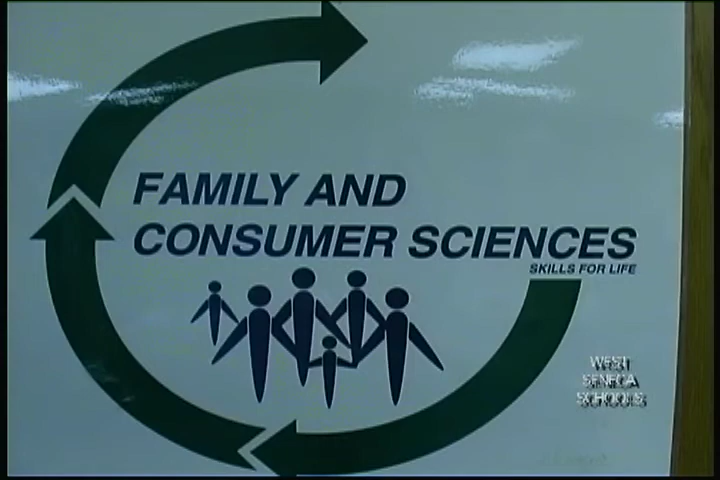 FAMILY AND
CONSUMER SCIENCES
SKILLS FOR LIFE
WEST
SENECA
SCHOOLS